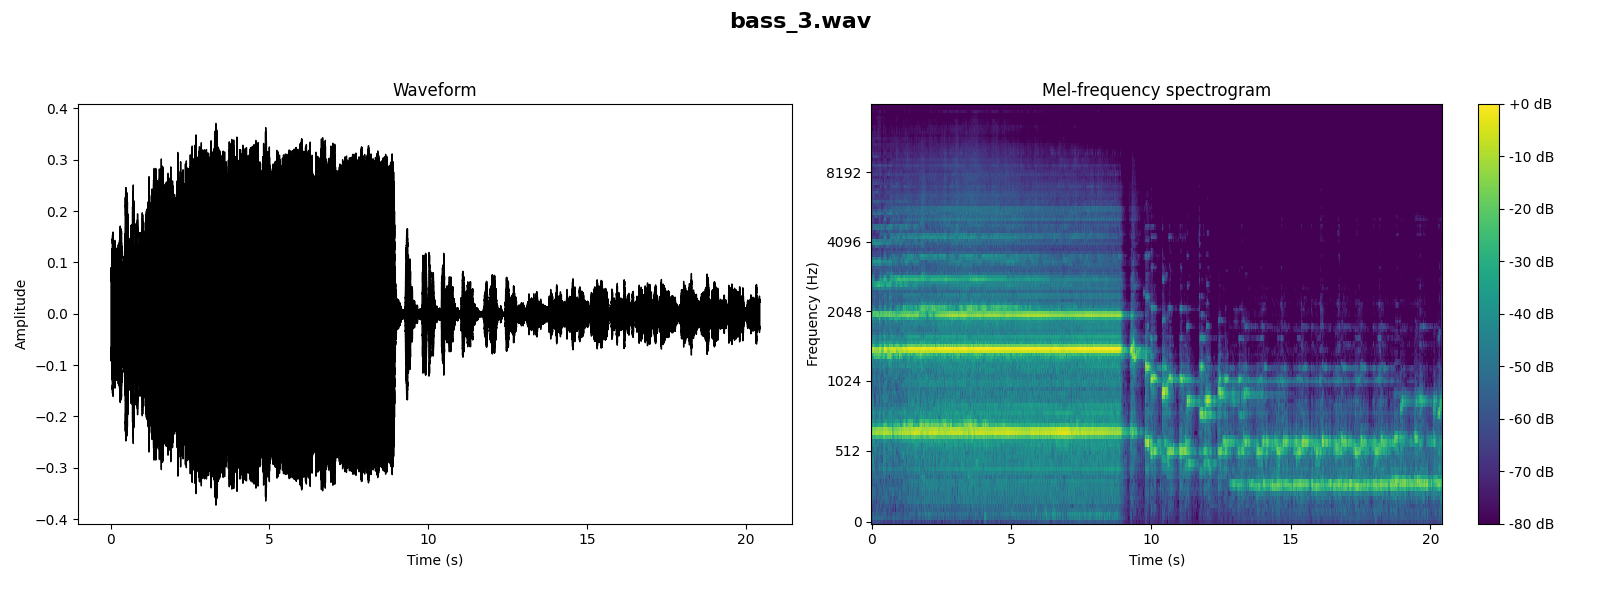 bass_3.wav
Waveform
Mel-frequency spectrogram
0.4
0.3
0.2
0.1
0.0
−0.1
−0.2
−0.3
−0.4
Amplitude
0
5
10
15
20
Time (s)
8192
4096
2048
1024
512
0
Frequency (Hz)
0
5
10
15
20
Time (s)
+0 dB
-10 dB
-20 dB
-30 dB
-40 dB
-50 dB
-60 dB
-70 dB
-80 dB